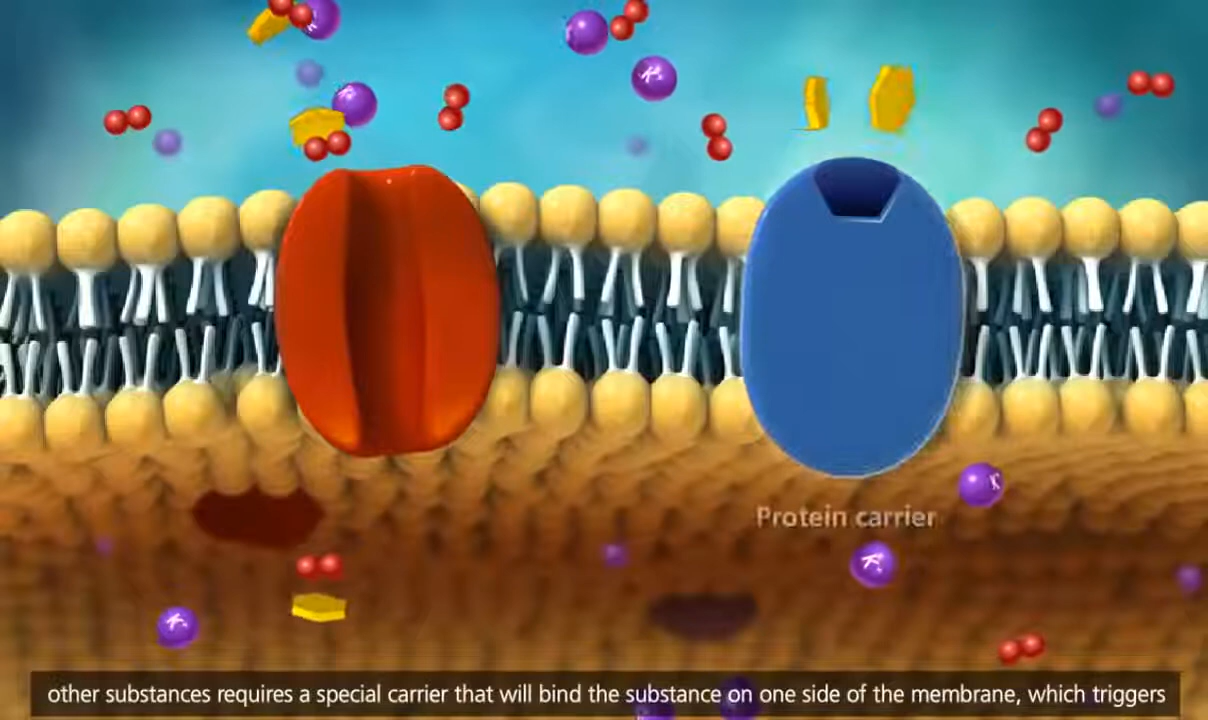 K+
K+
K+
Protein carrier
K
K+
K+
other substances requires a special carrier that will bind the substance on one side of the membrane, which triggers